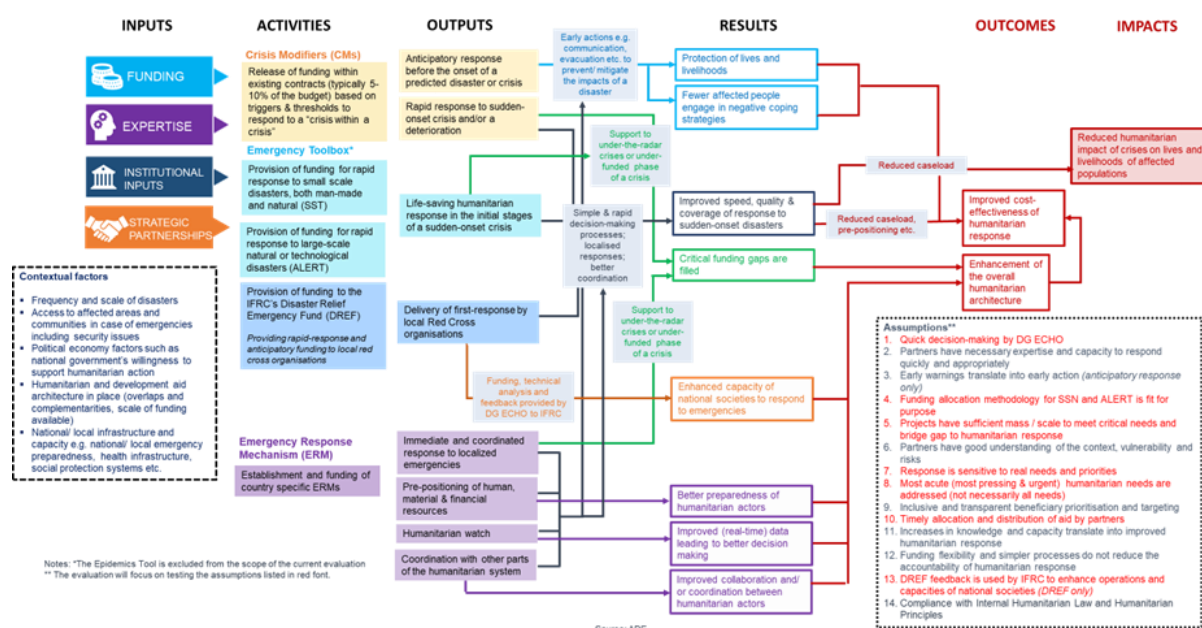 INPUTS
ACTIVITIES
OUTPUTS
RESULTS
OUTCOMES
IMPACTS
FUNDING
EXPERTISE
INSTITUTIONAL
INPUTS
STRATEGIC
PARTNERSHIPS
Contextual factors
▪ Frequency and scale of disasters
▪ Access to affected areas and
communities in case of emergencies
including security issues
▪ Political economy factors such as
national government's willingness to
support humanitarian action
▪ Humanitarian and development aid
architecture in place (overlaps and
complementarities, scale of funding
available)
▪ National/ local infrastructure and
capacity e.g. national/ local emergency
preparedness, health infrastructure,
social protection systems etc.
Crisis Modifiers (CMs)
Release of funding within
existing contracts (typically 5-
10% of the budget) based on
triggers & thresholds to
respond to a "crisis within a
crisis"
Emergency Toolbox*
Provision of funding for rapid
response to small scale
disasters, both man-made
and natural (SST)
Provision of funding for rapid
response to large-scale
natural or technological
disasters (ALERT)
Provision of funding to the
IFRC's Disaster Relief
Emergency Fund (DREF)
Providing rapid-response and
anticipatory funding to local red
cross organisations
Emergency Response
Mechanism (ERM)
Establishment and funding of
country specific ERMs
Anticipatory response
before the onset of a
predicted disaster or crisis
Rapid response to sudden-
onset crisis and/or a
deterioration
Life-saving humanitarian
response in the initial stages
of a sudden-onset crisis
Delivery of first-response by
local Red Cross
organisations
Immediate and coordinated
response to localized
emergencies
Pre-positioning of human,
material & financial
resources
Humanitarian watch
Coordination with other parts
of the humanitarian system
Early actions e.g.
communication,
evacuation etc. to
prevent/ mitigate
the impacts of a
disaster
Support to
under-the-radar
crises or under-
funded phase
of a crisis
Simple & rapid
decision-making
processes;
localised
responses;
better
coordination
Support to
under-the-radar
crises or under-
funded phase
of a crisis
Funding, technical
analysis and
feedback provided by
DG ECHO to IFRC
Protection of lives and
livelihoods
Fewer affected people
engage in negative coping
strategies
Improved speed, quality &
coverage of response to
sudden-onset disasters
Critical funding gaps are
filled
Enhanced capacity of
national societies to respond
to emergencies
Better preparedness of
humanitarian actors
Improved (real-time) data
leading to better decision
making
Improved collaboration and/
or coordination between
humanitarian actors
Reduced caseload
Reduced caseload,
pre-positioning etc.
Improved cost-
effectiveness of
humanitarian
response
Enhancement of
the overall
humanitarian
architecture
Reduced humanitarian
impact of crises on lives and
livelihoods of affected
populations
Assumptions**
1. Quick decision-making by DG ECHO
2. Partners have necessary expertise and capacity to respond
quickly and appropriately
3. Early warnings translate into early action (anticipatory response
only)
4. Funding allocation methodology for SSN and ALERT is fit for
purpose
5. Projects have sufficient mass / scale to meet critical needs and
bridge gap to humanitarian response
6. Partners have good understanding of the context, vulnerability and
risks
7. Response is sensitive to real needs and priorities
8. Most acute (most pressing & urgent) humanitarian needs are
addressed (not necessarily all needs)
9. Inclusive and transparent beneficiary prioritisation and targeting
10. Timely allocation and distribution of aid by partners
11. Increases in knowledge and capacity translate into improved
humanitarian response
12. Funding flexibility and simpler processes do not reduce the
accountability of humanitarian response
13. DREF feedback is used by IFRC to enhance operations and
capacities of national societies (DREF only)
14. Compliance with Internal Humanitarian Law and Humanitarian
Principles
Notes: *The Epidemics Tool is excluded from the scope of the current evaluation
** The evaluation will focus on testing the assumptions listed in red font.